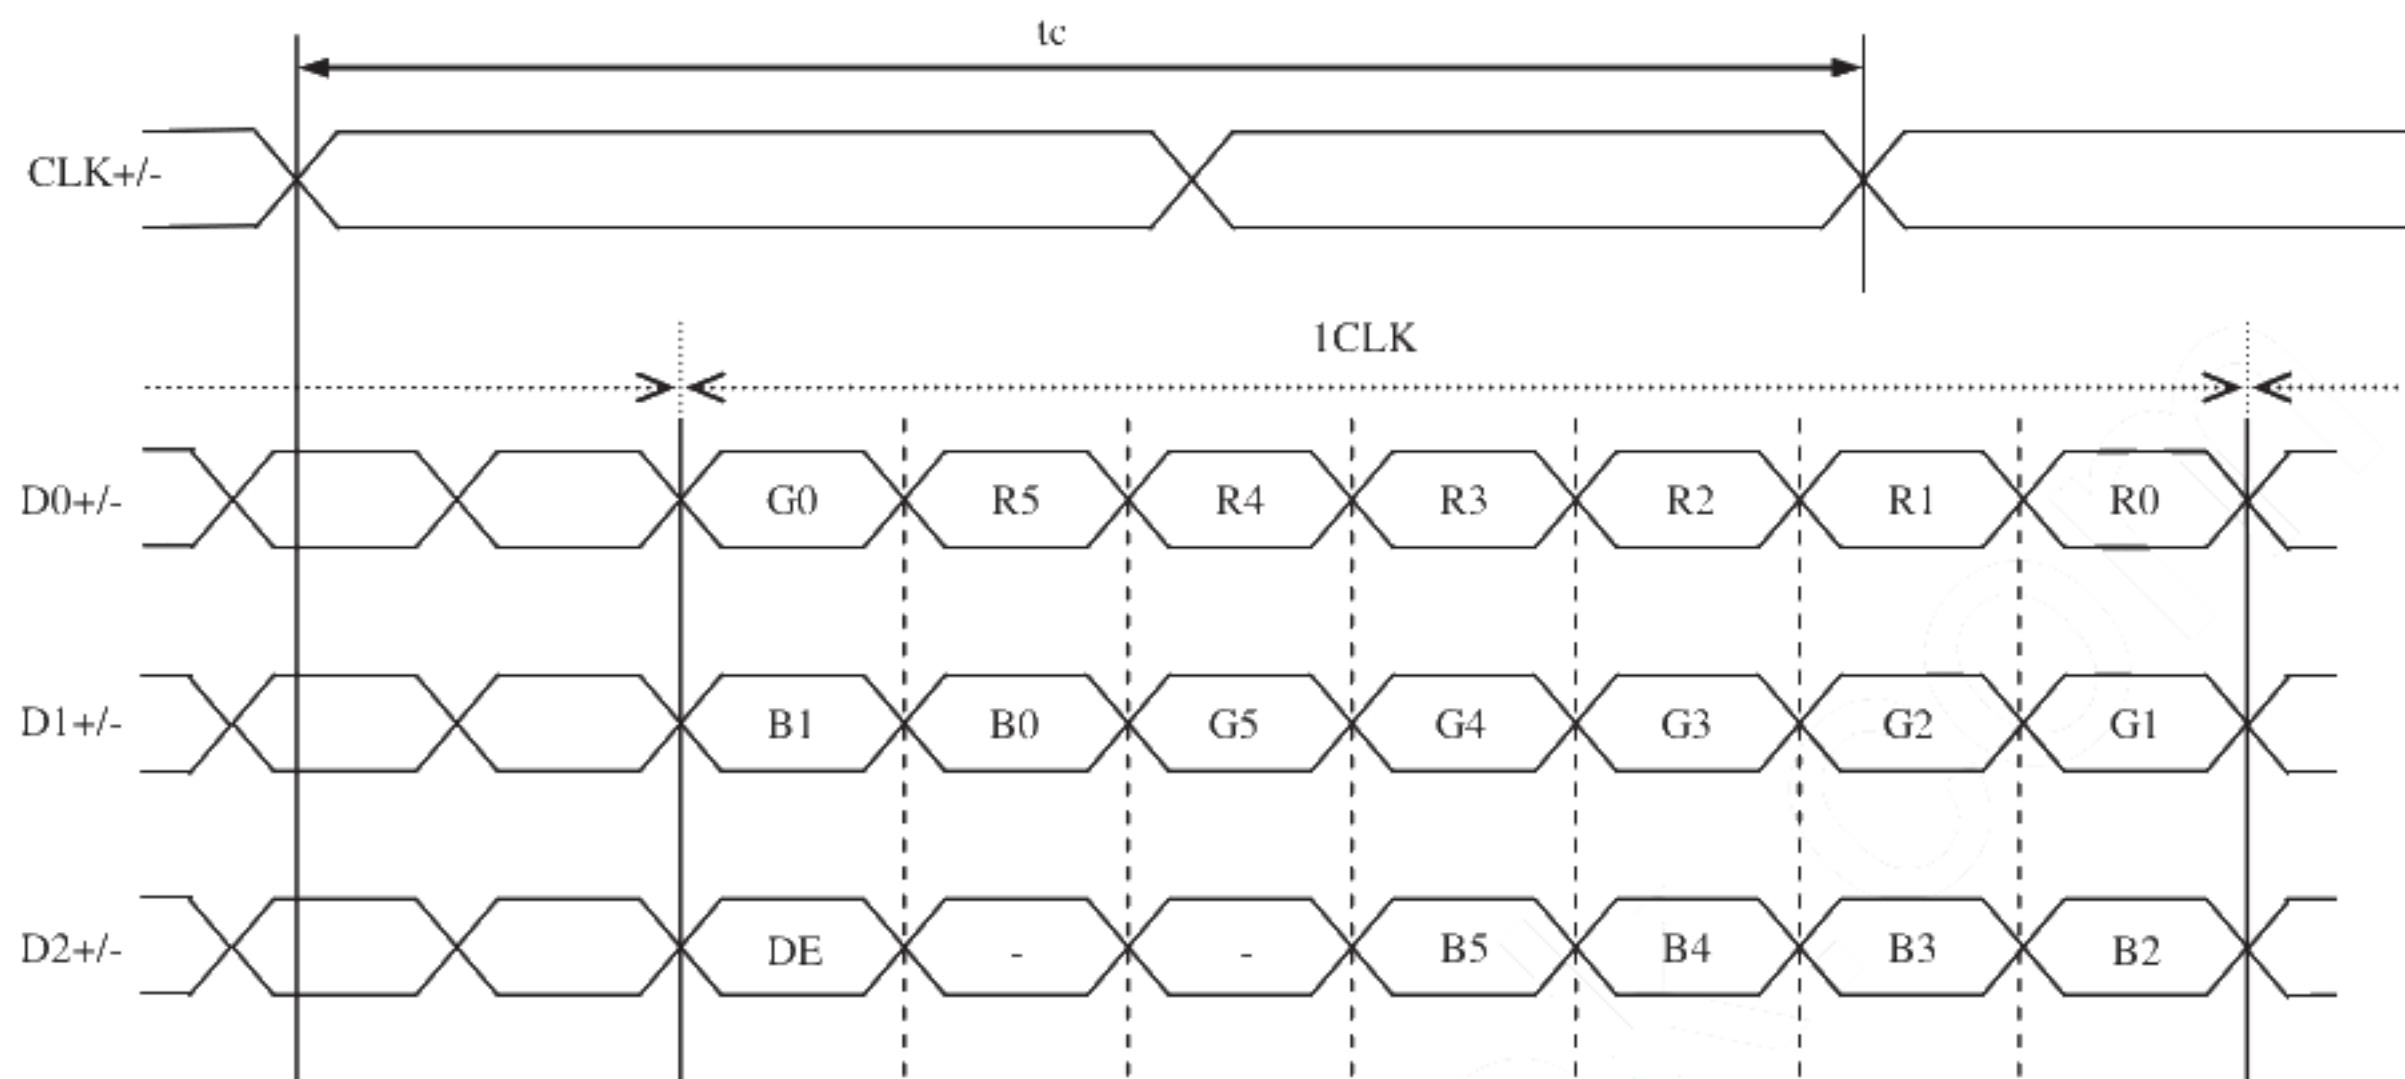 tc
CLK+/-
1CLK
D0+/- G0 R5 R4 R3 R2 R1 R0
D1+/- B1 B0 G5 G4 G3 G2 G1
D2+/- DE - - B5 B4 B3 B2